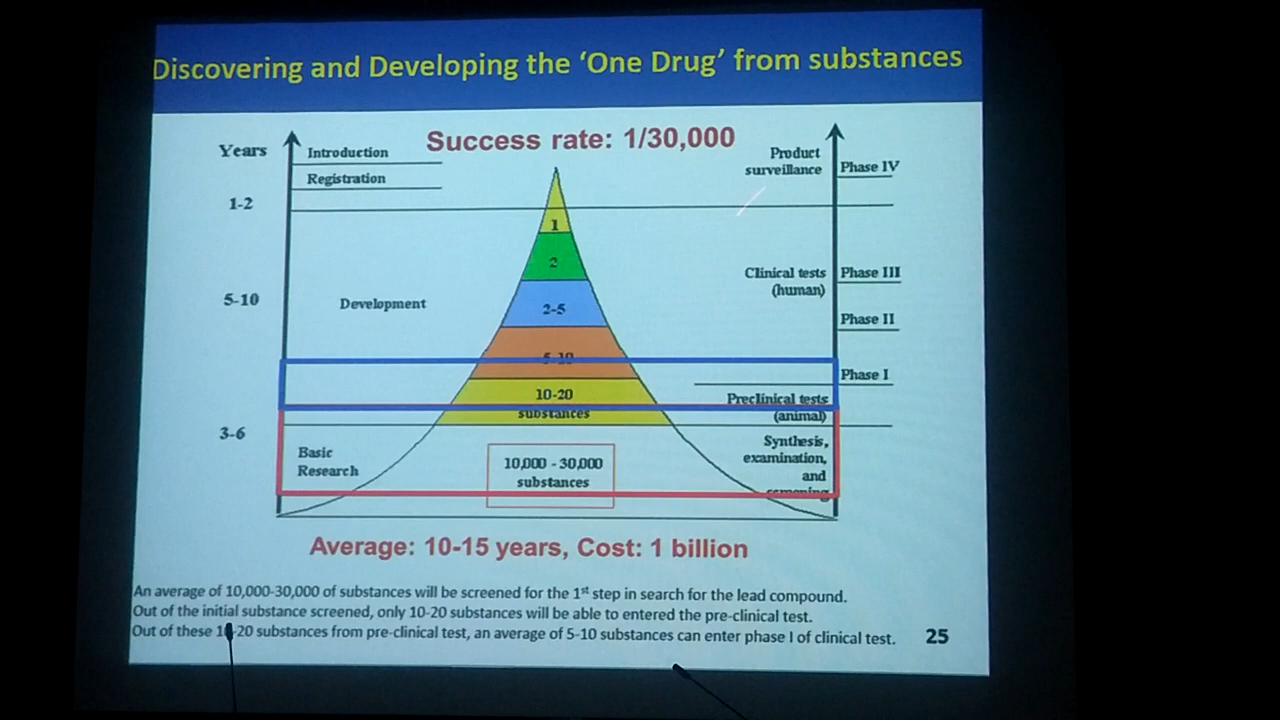 Discovering and Developing the ‘One Drug’ from substances
Success rate: 1/30,000
Years
Introduction
Registration
Product
surveillance
Phase IV
1-2
1
2
Clinical tests
(human)
Phase III
5-10
Development
2-5
Phase II
5-10
Phase I
10-20
substances
Preclinical tests
(animal)
3-6
Basic
Research
10,000 - 30,000
substances
Synthesis,
examination,
and
screening
Average: 10-15 years, Cost: 1 billion
An average of 10,000-30,000 of substances will be screened for the 1st step in search for the lead compound.
Out of the initial substance screened, only 10-20 substances will be able to entered the pre-clinical test.
Out of these 10-20 substances from pre-clinical test, an average of 5-10 substances can enter phase I of clinical test.
25